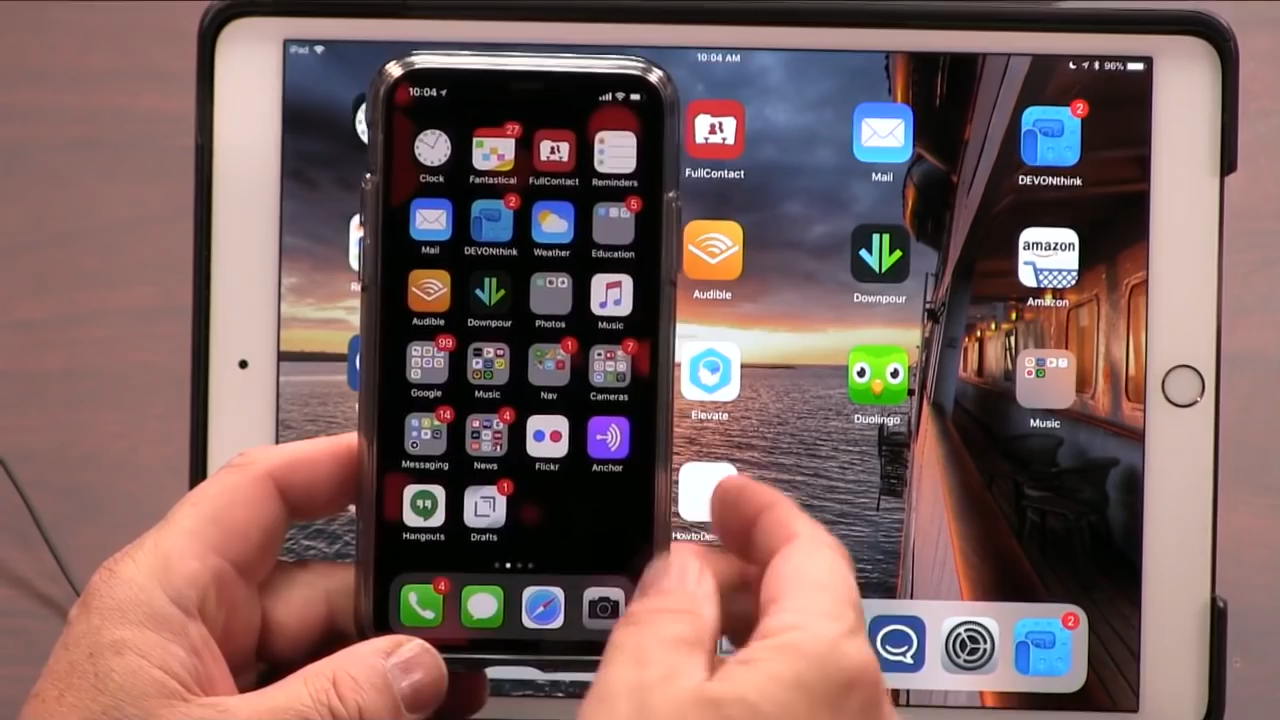 iPad
10:04 AM
96%
10:04
Clock
27
Fantastical
FullContact
Reminders
Mail
2
DEVONthink
Weather
5
Education
Audible
Downpour
Photos
Music
99
Google
Music
1
Nav
7
Cameras
14
Messaging
4
News
Flickr
Anchor
Hangouts
1
Drafts
4
FullContact
Mail
2
DEVONthink
Audible
Downpour
amazon
Amazon
Elevate
Duolingo
Music
2